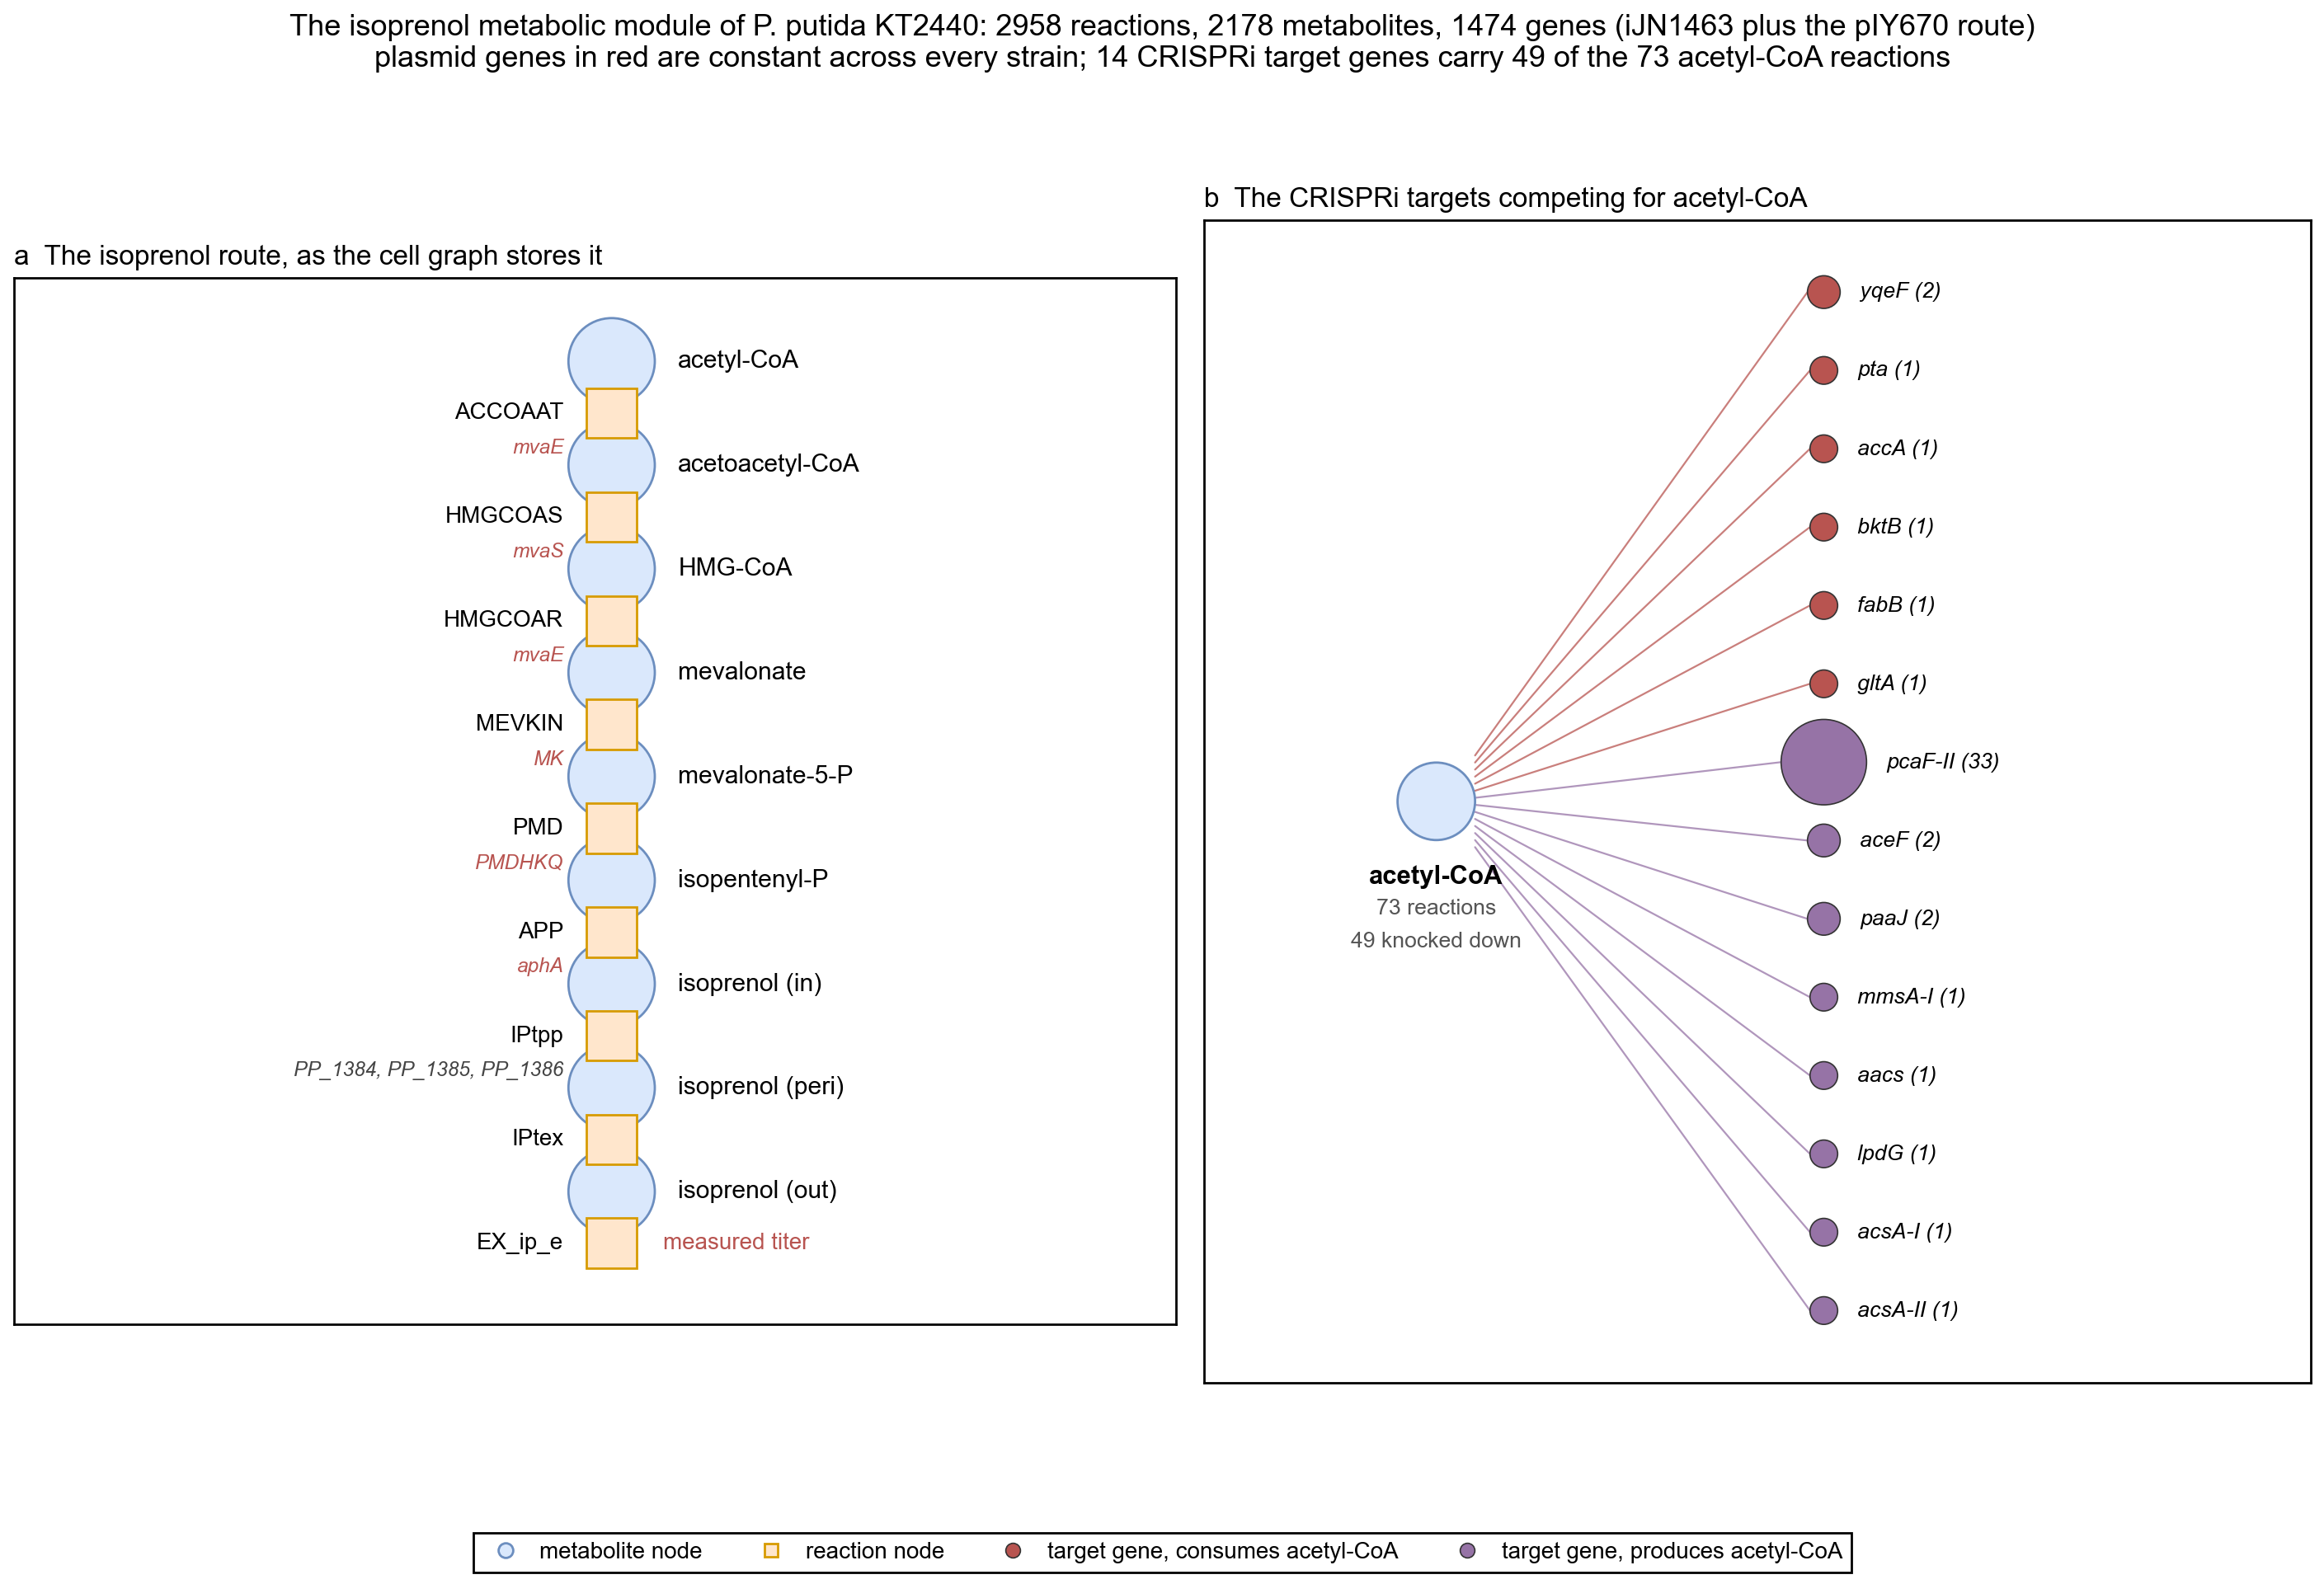 The isoprenol metabolic module of P. putida KT2440: 2958 reactions, 2178 metabolites, 1474 genes (iJN1463 plus the pIY670 route)
plasmid genes in red are constant across every strain; 14 CRISPRi target genes carry 49 of the 73 acetyl-CoA reactions
a The isoprenol route, as the cell graph stores it
acetyl-CoA
ACCOAAT
mvaE
acetoacetyl-CoA
HMGCOAS
mvaS
HMG-CoA
HMGCOAR
mvaE
mevalonate
MEVKIN
MK
mevalonate-5-P
PMD
PMDHKQ
isopentenyl-P
APP
aphA
isoprenol (in)
IPtpp
PP_1384, PP_1385, PP_1386
isoprenol (peri)
IPtex
isoprenol (out)
EX_ip_e
measured titer
b The CRISPRi targets competing for acetyl-CoA
yqeF (2)
pta (1)
accA (1)
bktB (1)
fabB (1)
gltA (1)
pcaF-II (33)
aceF (2)
paaJ (2)
mmsA-I (1)
aacs (1)
lpdG (1)
acsA-I (1)
acsA-II (1)
acetyl-CoA
73 reactions
49 knocked down
metabolite node
reaction node
target gene, consumes acetyl-CoA
target gene, produces acetyl-CoA